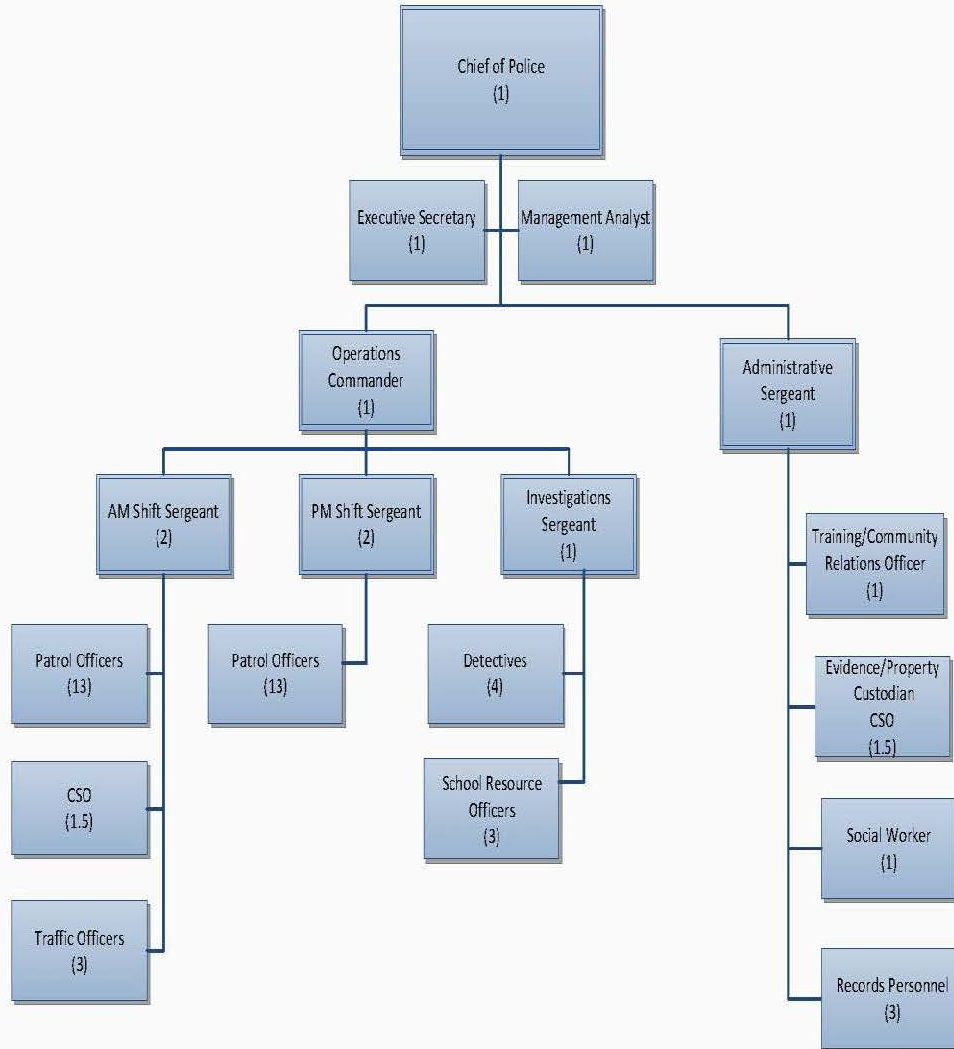 Chief of Police
(1)
Executive Secretary
(1)
Management Analyst
(1)
Operations
Commander
(1)
Administrative
Sergeant
(1)
AM Shift Sergeant
(2)
PM Shift Sergeant
(2)
Investigations
Sergeant
(1)
Training/Community
Relations Officer
(1)
Patrol Officers
(13)
Patrol Officers
(13)
Detectives
(4)
Evidence/Property
Custodian
CSO
(1.5)
CSO
(1.5)
School Resource
Officers
(3)
Social Worker
(1)
Traffic Officers
(3)
Records Personnel
(3)